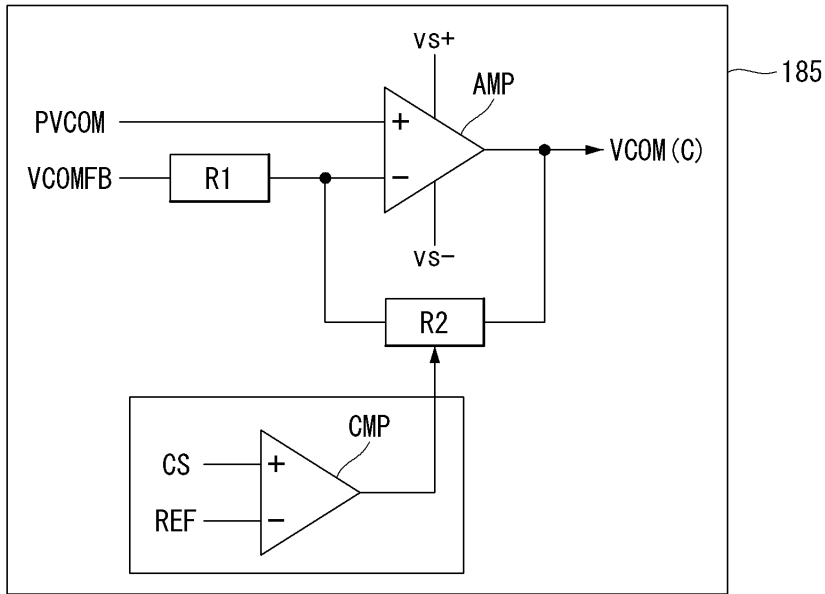 vs+
AMP
185
PVCOM
+
VCOM(C)
VCOMFB
R1
−
vs−
R2
CMP
CS
+
REF
−